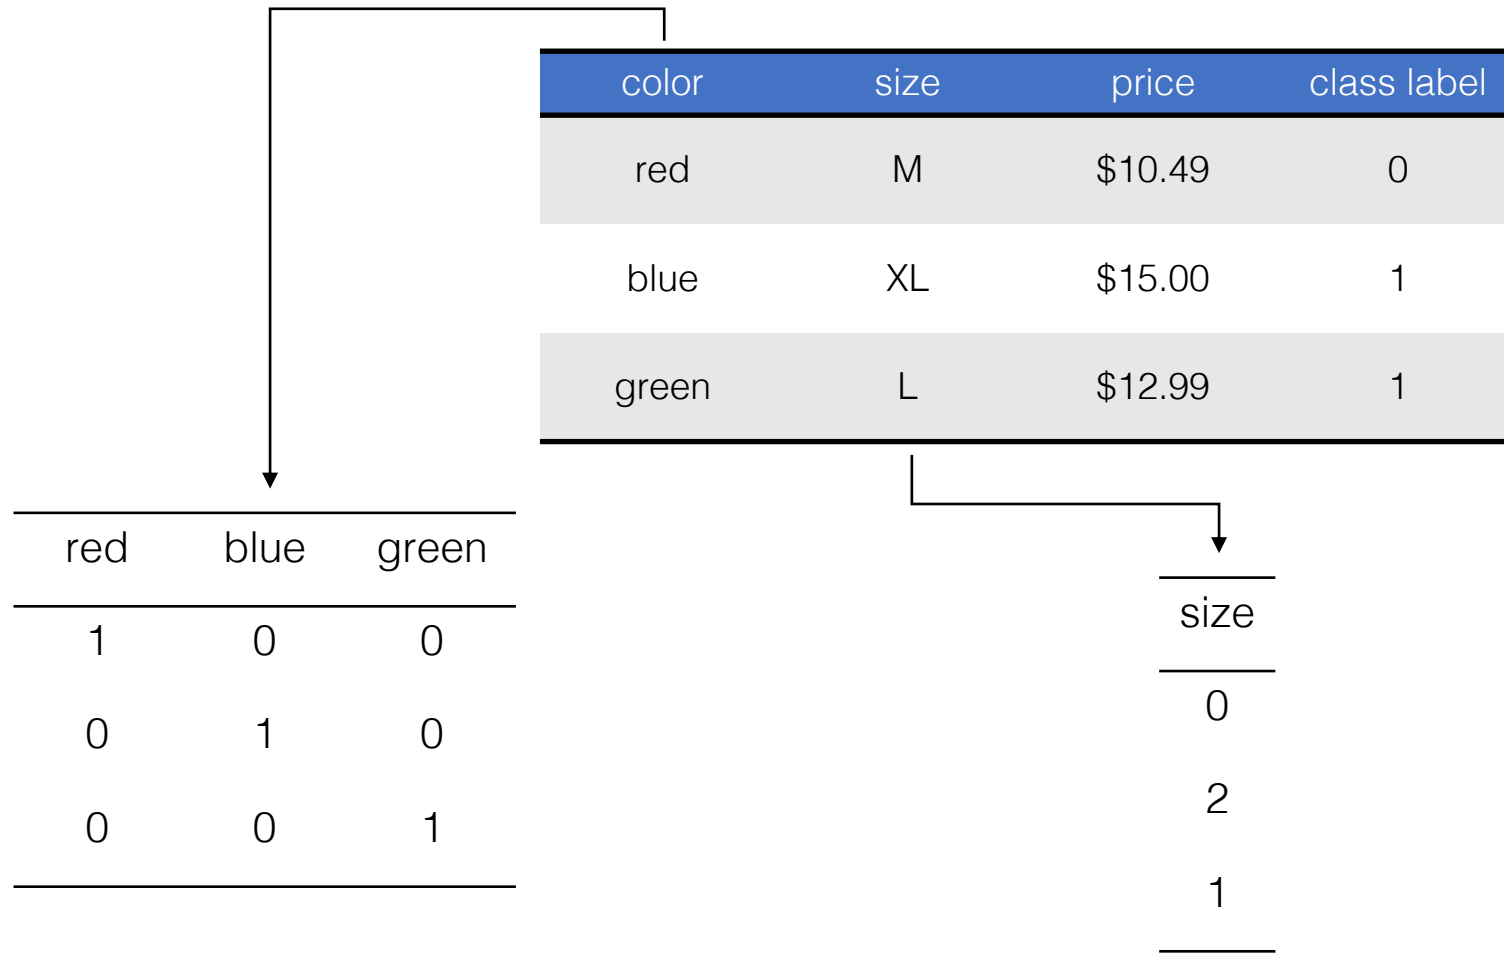 color size price class label
red M $10.49 0
blue XL $15.00 1
green L $12.99 1
red blue green
1 0 0
0 1 0
0 0 1
size
0
2
1